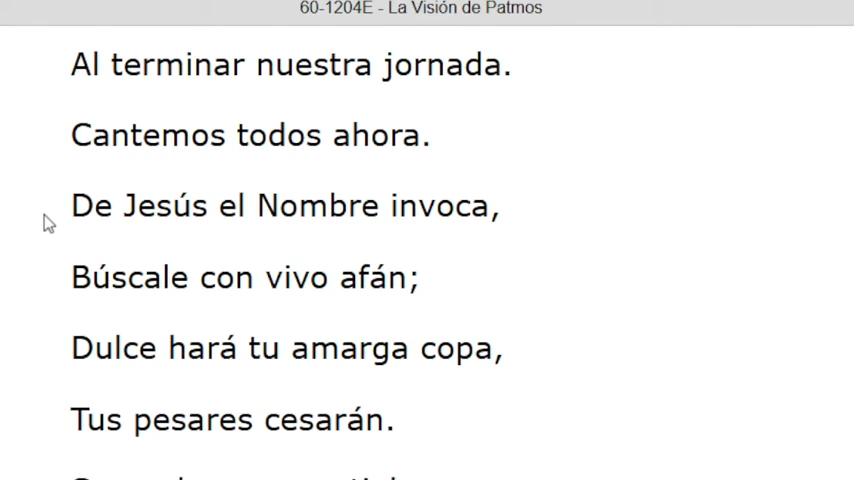 60-1204E - La Visión de Patmos
Al terminar nuestra jornada.
Cantemos todos ahora.
De Jesús el Nombre invoca,
Búscale con vivo afán;
Dulce hará tu amarga copa,
Tus pesares cesarán.